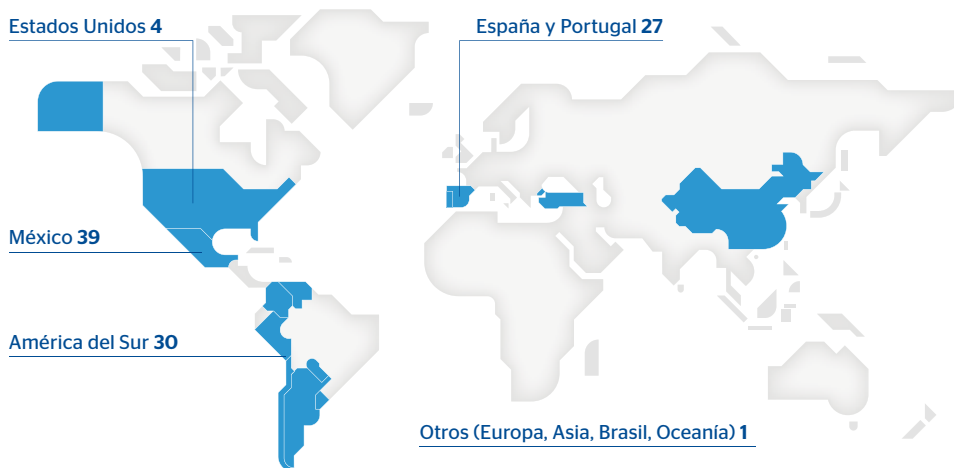 Estados Unidos 4
España y Portugal 27
México 39
América del Sur 30
Otros (Europa, Asia, Brasil, Oceanía) 1